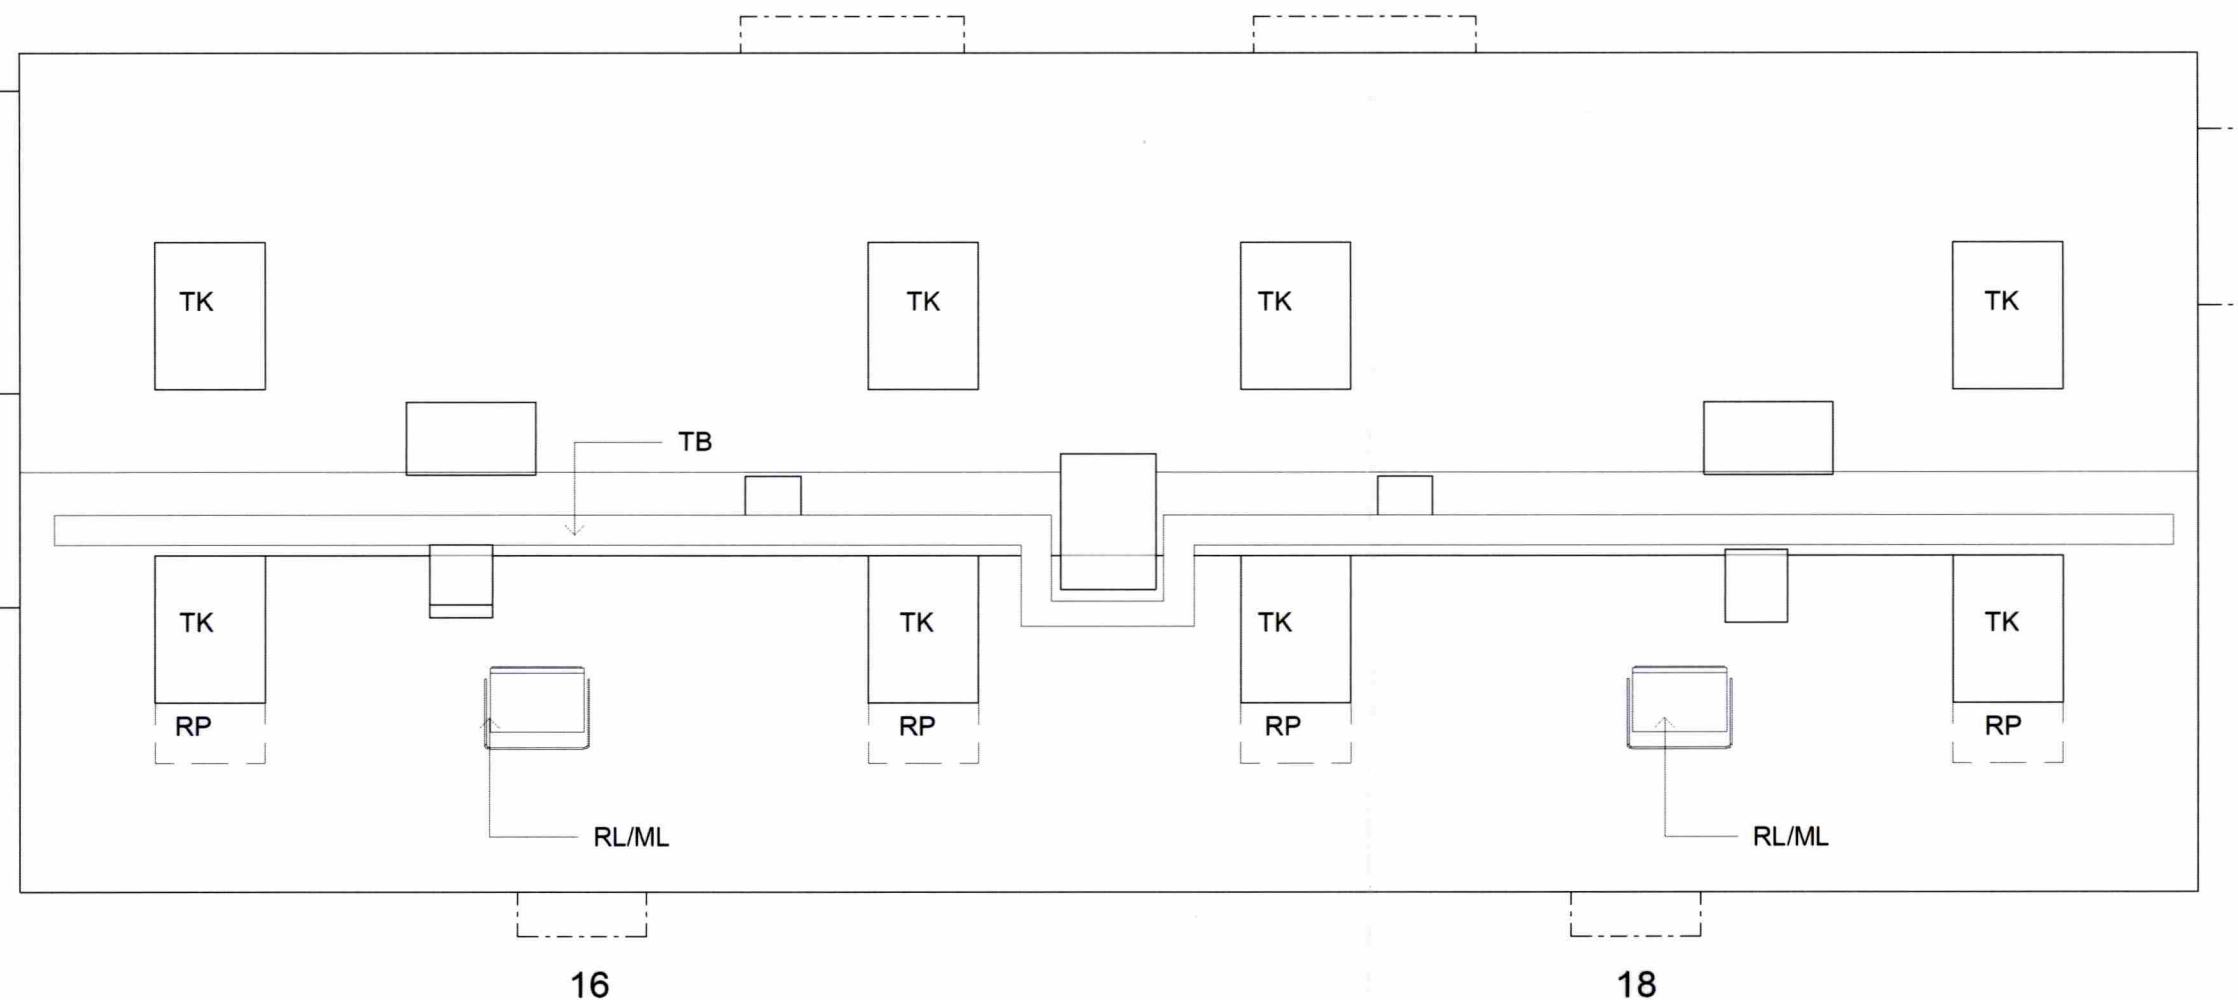 TK TK TK TK
TB
TK TK TK TK
RP RP RP RP
RL/ML RL/ML
16 18